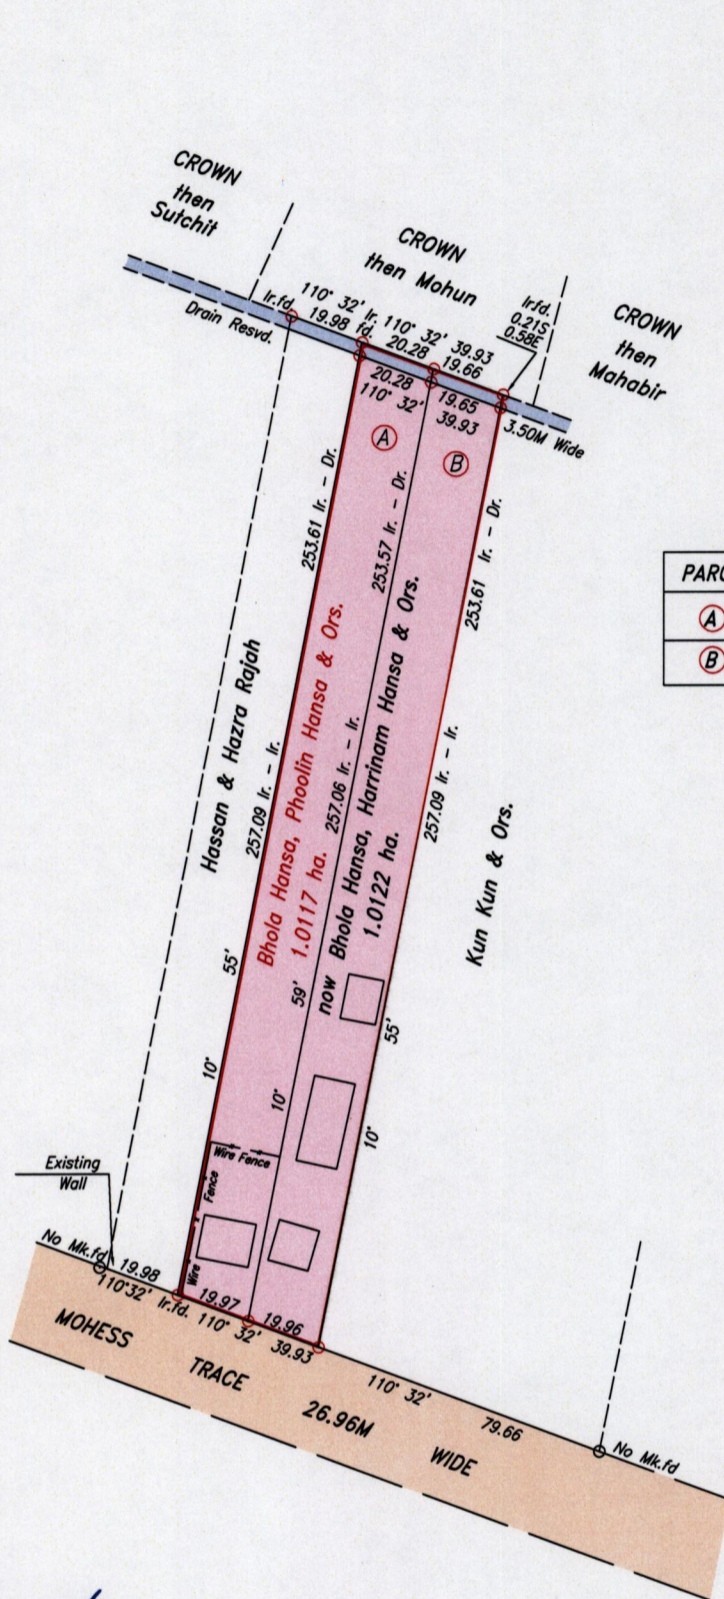 CROWN
then
Sutchit
CROWN
then Mohun
CROWN
then
Mahabir
Ir.fd.
0.21S
0.58E
Ir.fd.
110° 32' Ir.
19.98 fd.
110° 32' 39.93
20.28 19.66
Drain Resvd.
20.28
110° 32'
19.65
39.93
3.50M Wide
A
B
253.61 Ir. - Dr.
253.57 Ir. - Dr.
253.61 Ir. - Dr.
PARC
A
B
Hassan & Hazra Rajah
257.09 Ir. - Ir.
Bhola Hansa, Phoolin Hansa & Ors.
1.0117 ha.
257.06 Ir. - Ir.
now Bhola Hansa, Harrinam Hansa & Ors.
1.0122 ha.
257.09 Ir. - Ir.
Kun Kun & Ors.
10° 55'
10° 59'
10° 55'
Wire Fence
Wire Fence
Existing
Wall
No Mk.fd
19.98
110°32'
Ir.fd.
19.97
19.96
110° 32' 39.93
110° 32'
79.66
No Mk.fd
MOHESS TRACE 26.96M WIDE